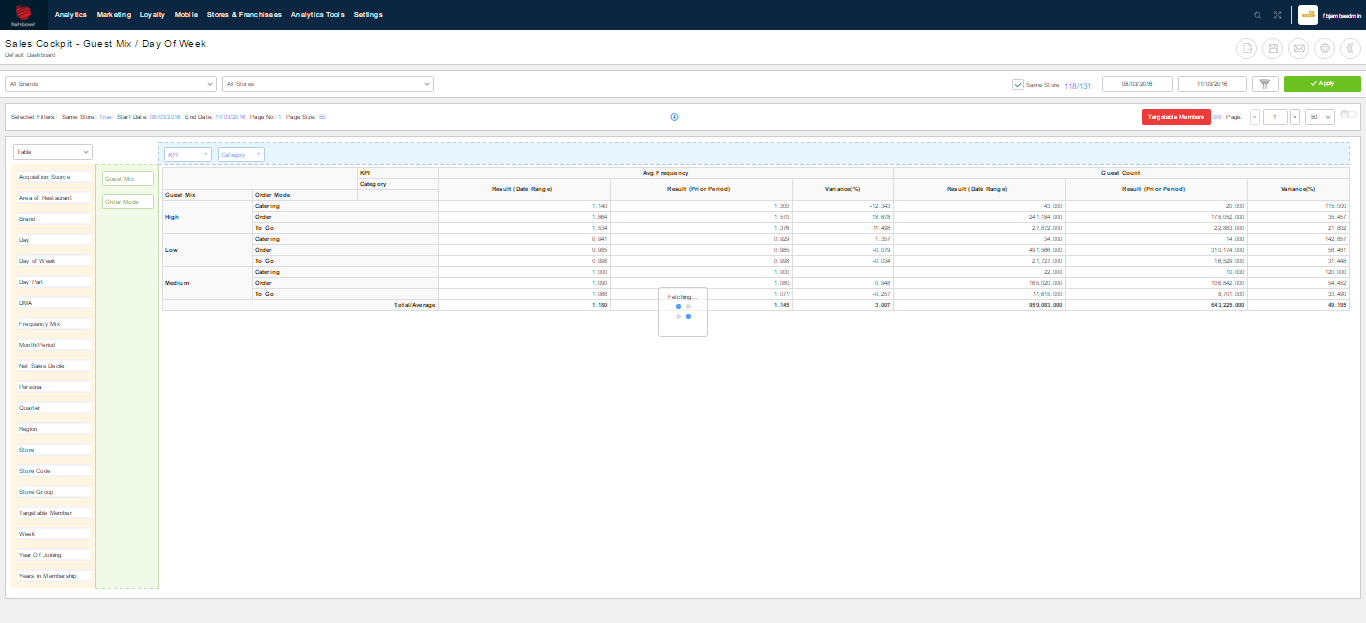 fishbowl
Analytics Marketing Loyalty Mobile Stores & Franchisees Analytics Tools Settings
fbjambaadmin
Sales Cockpit - Guest Mix / Day Of Week
Default Dashboard
All Brands All Stores Same Store 118/131 08/03/2018 11/03/2018 Apply
Selected Filters: Same Store: true Start Date: 08/03/2018 End Date: 11/03/2018 Page No: 1 Page Size: 50 Targetable Members 0/0 Page: « 1 » 50
Table KPI Category
Acquisition Source
Area of Restaurant
Brand
Day
Day of Week
Day Part
DMA
Frequency Mix
Month/Period
Net Sales Decile
Persona
Quarter
Region
Store
Store Code
Store Group
Targetable Member
Week
Year Of Joining
Years in Membership
Guest Mix
Order Mode
KPI Avg Frequency Guest Count
Category Result (Date Range) Result (Prior Period) Variance(%) Result (Date Range) Result (Prior Period) Variance(%)
Guest Mix Order Mode
High Catering 1.140 1.300 -12.343 43.000 20.000 115.000
Order 1.864 1.570 18.678 241,184.000 178,052.000 35.457
To Go 1.534 1.376 11.498 27,872.000 22,883.000 21.802
Low Catering 0.941 0.929 1.357 34.000 14.000 142.857
Order 0.985 0.985 -0.079 491,566.000 310,174.000 58.481
To Go 0.998 0.998 -0.034 21,727.000 16,529.000 31.448
Medium Catering 1.000 1.000 22.000 10.000 120.000
Order 1.090 1.080 0.948 165,020.000 106,842.000 54.452
To Go 1.068 1.071 -0.257 11,615.000 8,701.000 33.490
Total/Average 1.180 1.145 3.007 959,083.000 643,225.000 49.105
Fetching...